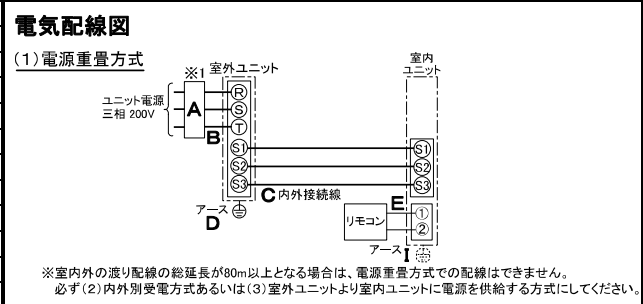 電気配線図
(1)電源重畳方式
※1
室外ユニット
室内
ユニット
ユニット電源
三相 200V
A
B
R
S
T
S1
S2
S3
S1
S2
S3
C 内外接続線
アース
D
E
リモコン
①
②
アース I
※室内外の渡り配線の総延長が80m以上となる場合は、電源重畳方式での配線はできません。
必ず(2)内外別受電方式あるいは(3)室外ユニットより室内ユニットに電源を供給する方式にしてください。